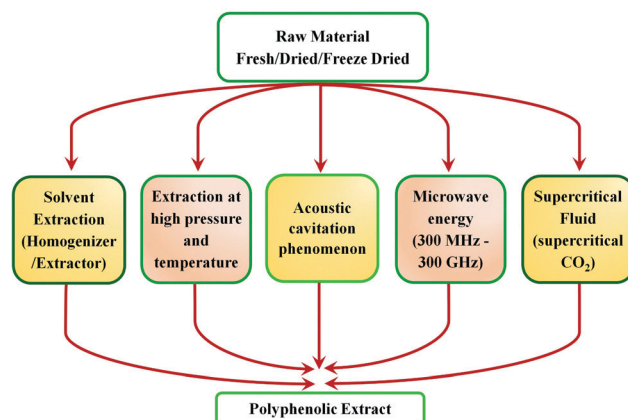 Raw Material
Fresh/Dried/Freeze Dried
Solvent
Extraction
(Homogenizer
/Extractor)
Extraction at
high pressure
and
temperature
Acoustic
cavitation
phenomenon
Microwave
energy
(300 MHz -
300 GHz)
Supercritical
Fluid
(supercritical
CO₂)
Polyphenolic Extract